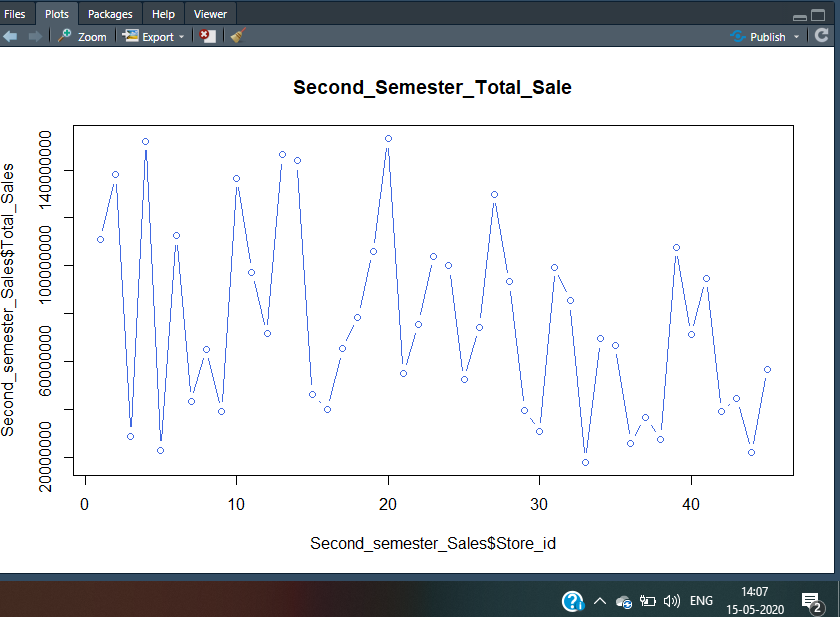 Files Plots Packages Help Viewer
Zoom Export Publish
Second_Semester_Total_Sale
Second_semester_Sales$Total_Sales
140000000
100000000
60000000
20000000
0 10 20 30 40
Second_semester_Sales$Store_id
ENG
14:07
15-05-2020
2